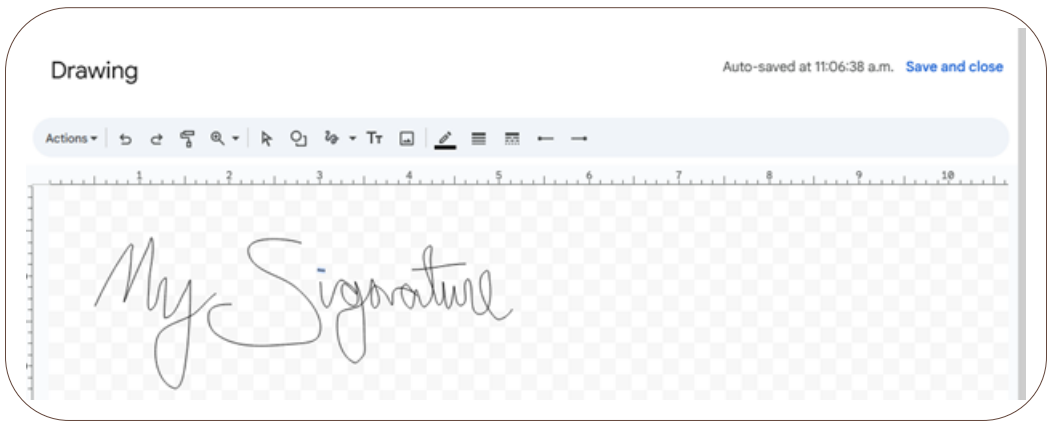 Drawing
Auto-saved at 11:06:38 a.m. Save and close
Actions Tт
1 2 3 4 5 6 7 8 9 10
My Signature